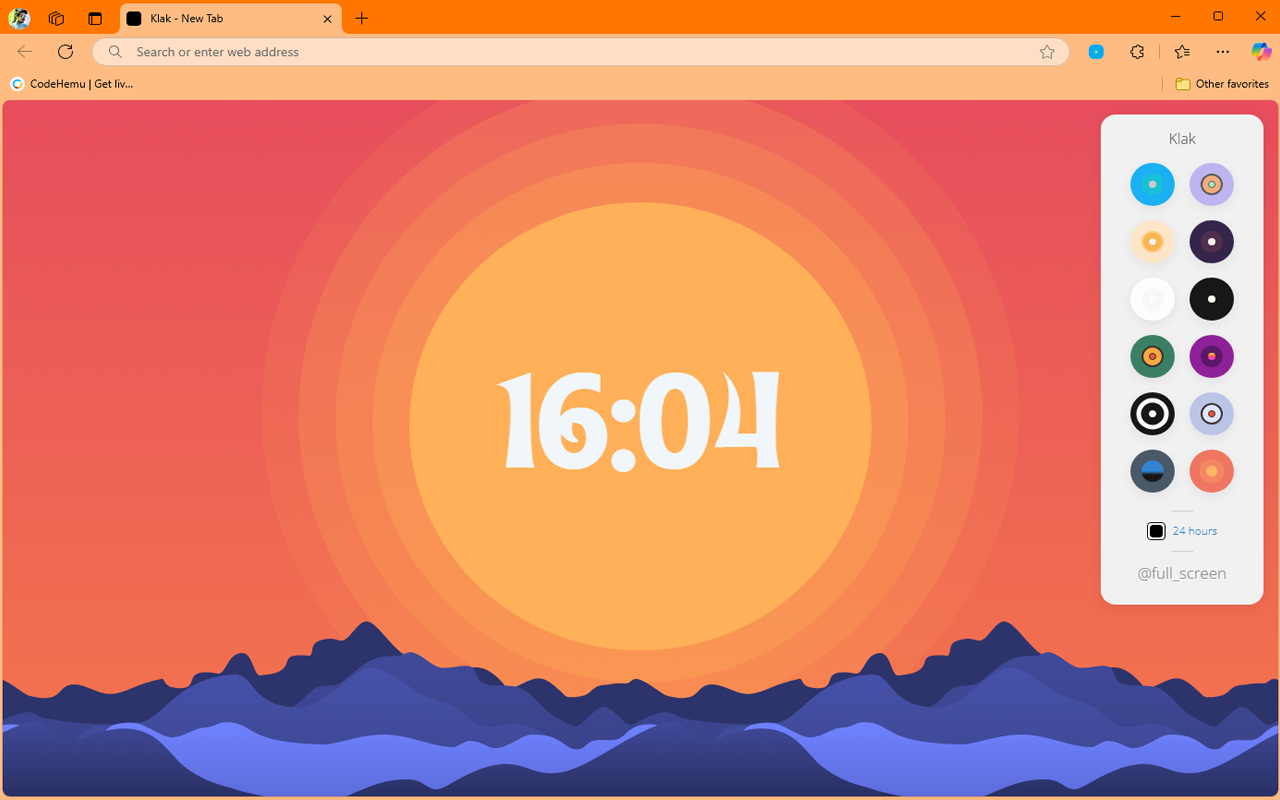 Klak - New Tab
Search or enter web address
CodeHemu | Get liv...
Other favorites
Klak
16:04
24 hours
@full_screen